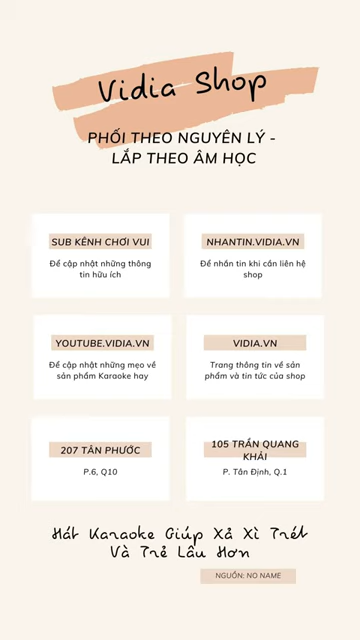 Vidia Shop
PHỐI THEO NGUYÊN LÝ -
LẮP THEO ÂM HỌC
SUB KÊNH CHƠI VUI
Để cập nhật những thông
tin hữu ích
NHANTIN.VIDIA.VN
Để nhắn tin khi cần liên hệ
shop
YOUTUBE.VIDIA.VN
Để cập nhật những mẹo về
sản phẩm Karaoke hay
VIDIA.VN
Trang thông tin về sản
phẩm và tin tức của shop
207 TÂN PHƯỚC
P.6, Q10
105 TRẦN QUANG
KHẢI
P. Tân Định, Q.1
Hát Karaoke Giúp Xả Xì Trét
Và Trẻ Lâu Hơn
NGUỒN: NO NAME